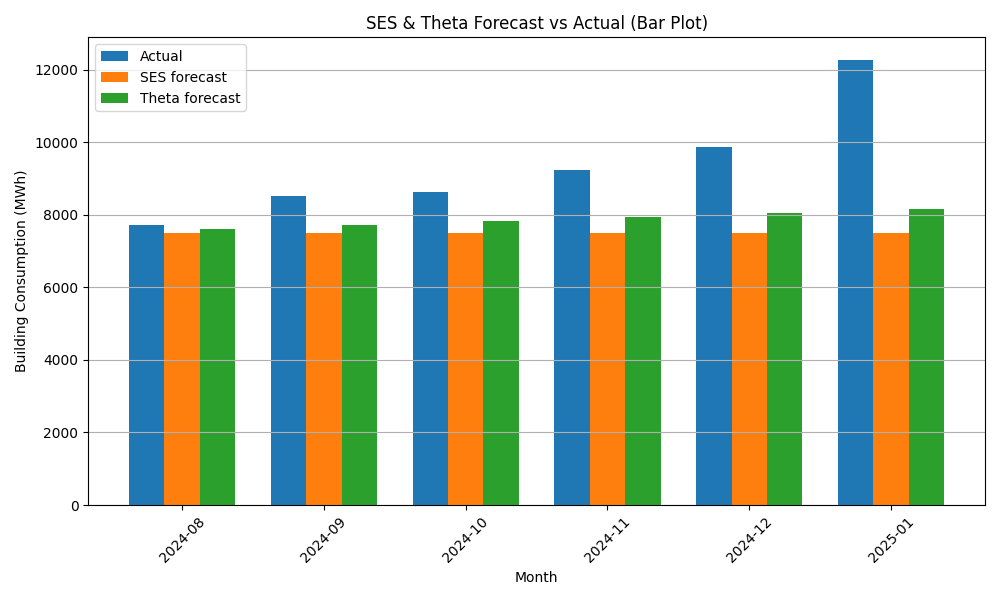 SES & Theta Forecast vs Actual (Bar Plot)
Actual
SES forecast
Theta forecast
Building Consumption (MWh)
12000
10000
8000
6000
4000
2000
0
2024-08
2024-09
2024-10
2024-11
2024-12
2025-01
Month